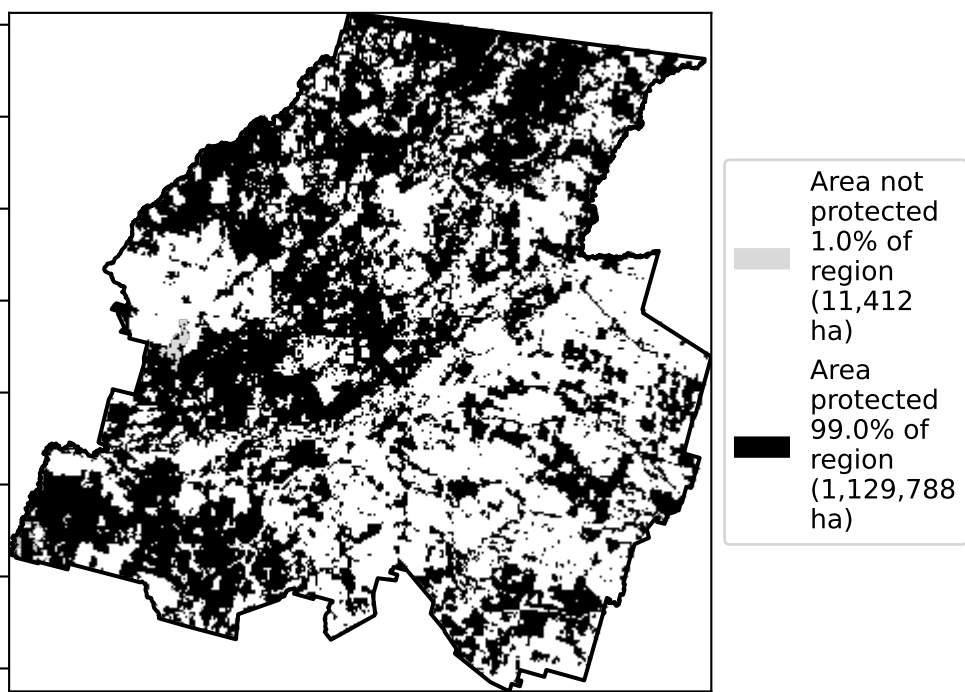 Area not
protected
1.0% of
region
(11,412
ha)
Area
protected
99.0% of
region
(1,129,788
ha)